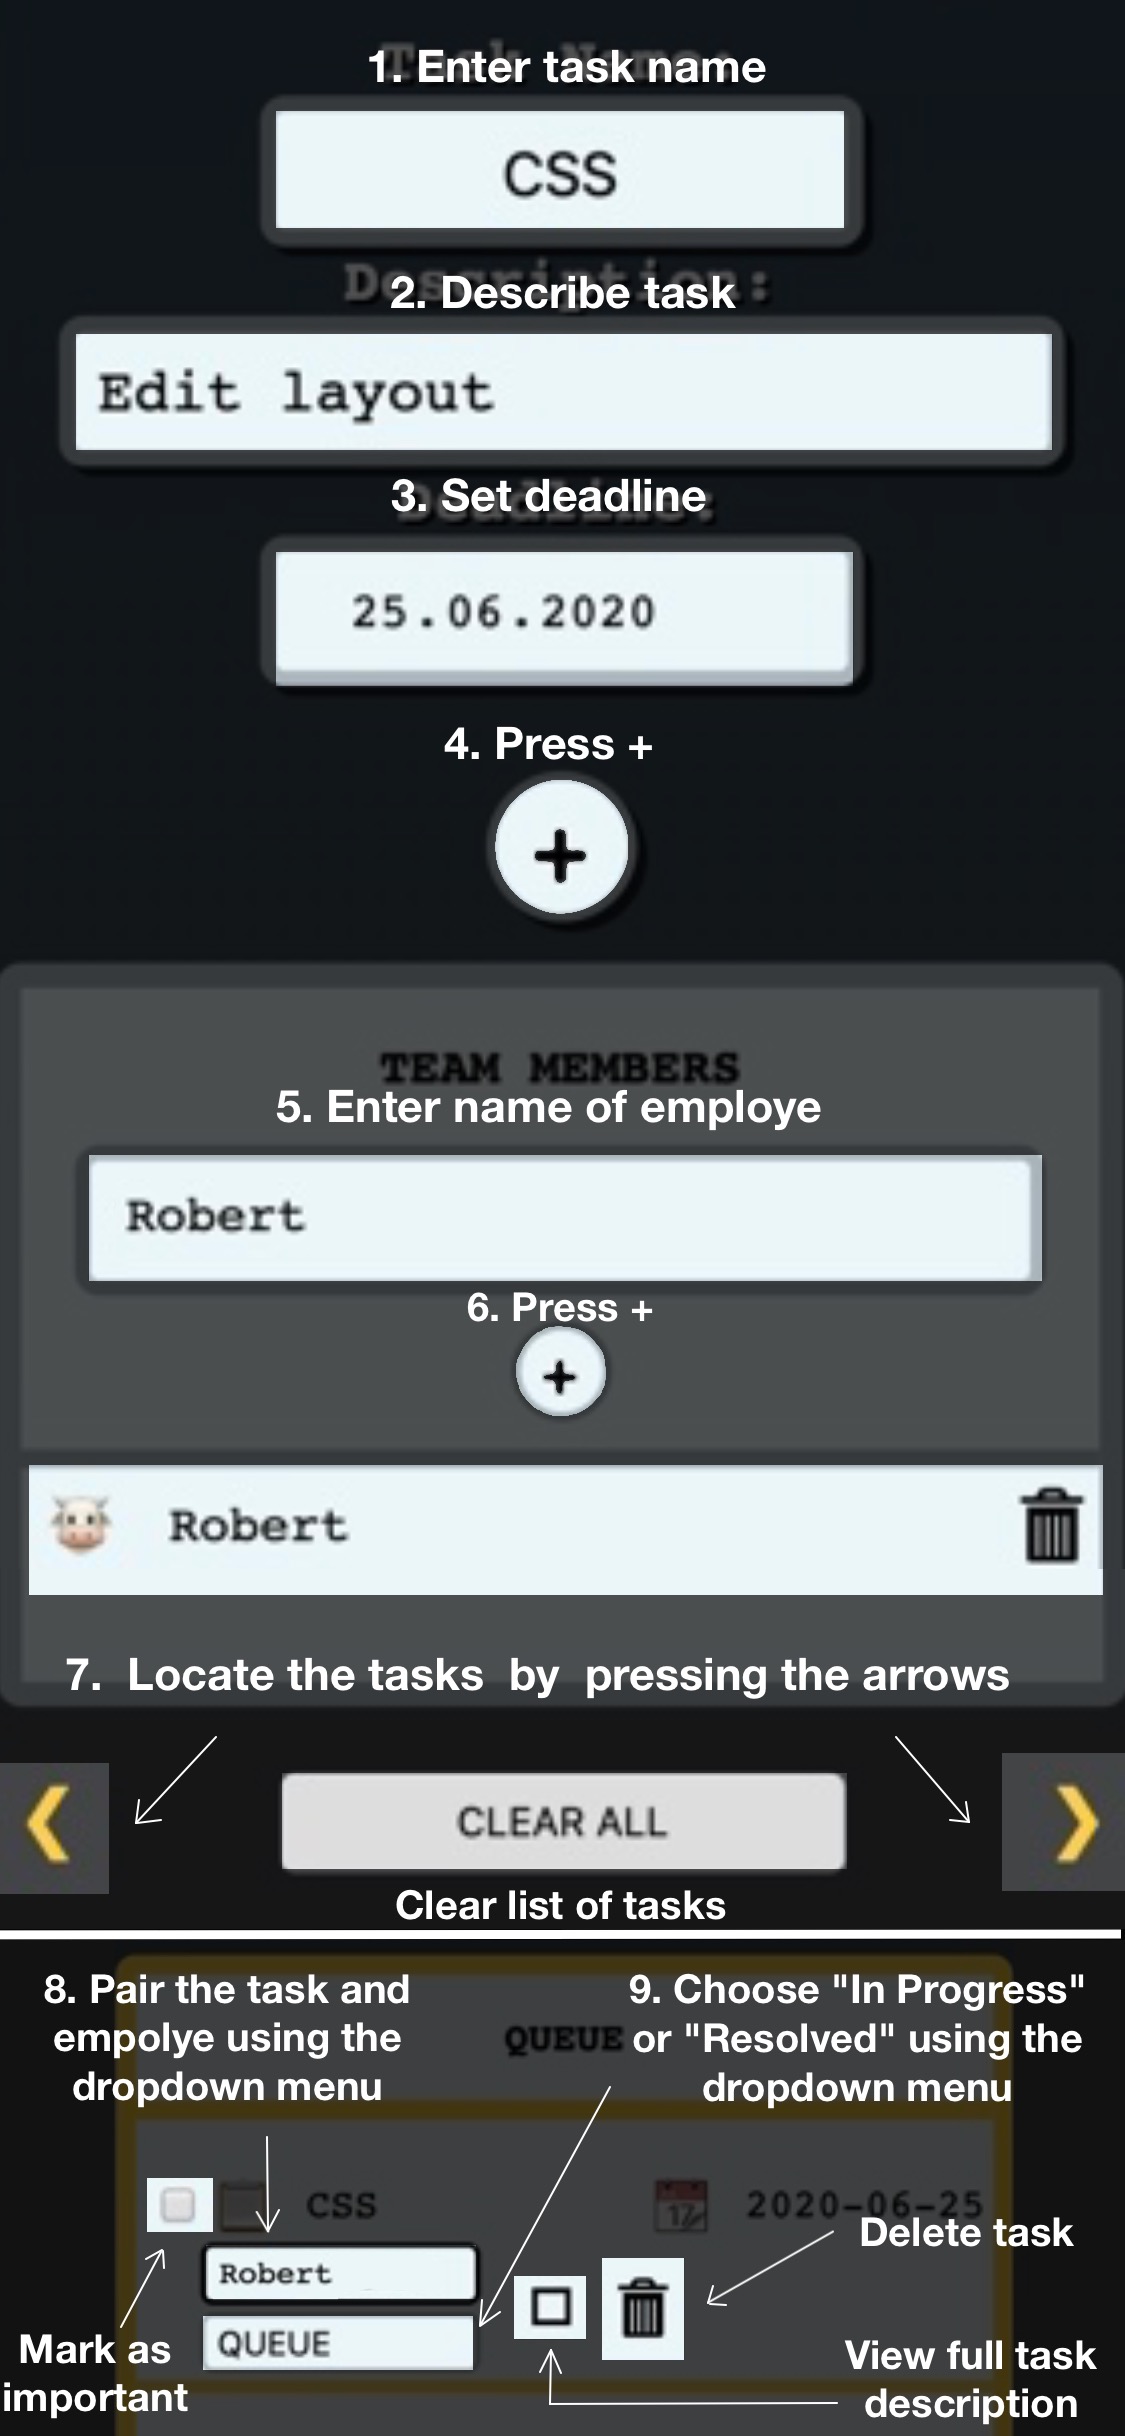 Task Name:
1. Enter task name
CSS
Description:
2. Describe task
Edit layout
Deadline:
3. Set deadline
25.06.2020
4. Press +
+
TEAM MEMBERS
5. Enter name of employe
Robert
6. Press +
+
Robert
7. Locate the tasks by pressing the arrows
❮ CLEAR ALL ❯
Clear list of tasks
8. Pair the task and
empolye using the
dropdown menu
QUEUE
9. Choose "In Progress"
or "Resolved" using the
dropdown menu
CSS
17
2020-06-25
Delete task
Robert
QUEUE
Mark as
important
View full task
description